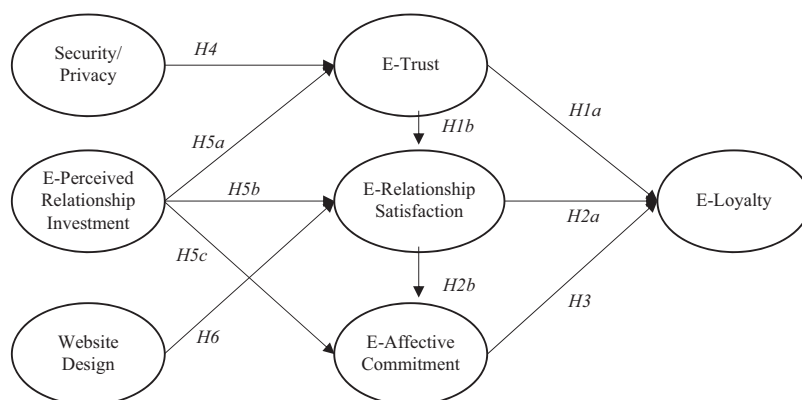 Security/
Privacy
H4
E-Trust
H1a
H1b
H5a
E-Perceived
Relationship
Investment
H5b
E-Relationship
Satisfaction
H2a
E-Loyalty
H5c
H2b
H3
Website
Design
H6
E-Affective
Commitment